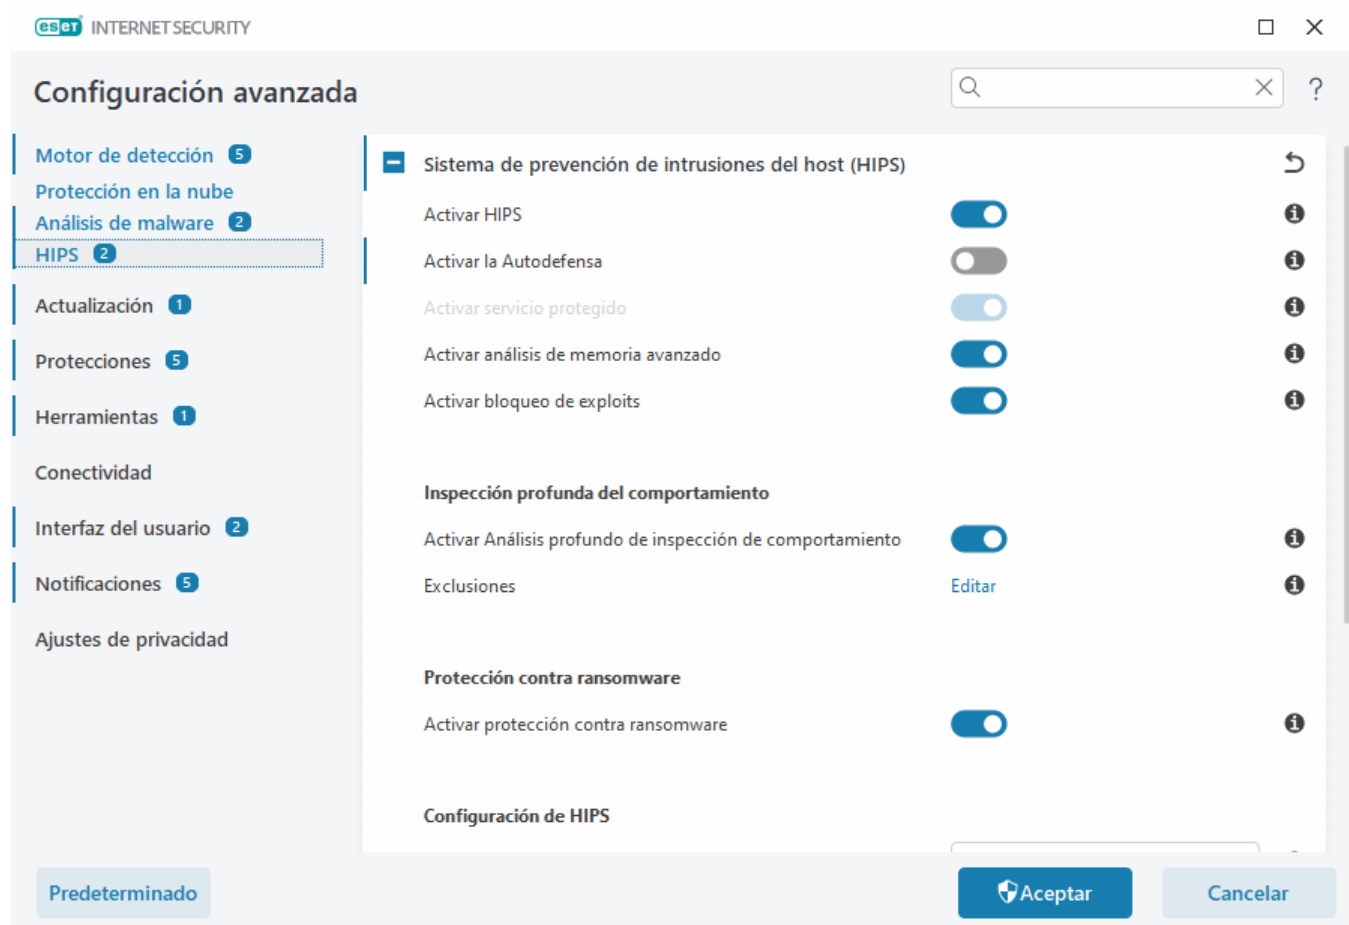 eset INTERNET SECURITY
Configuración avanzada
?
Motor de detección 5
Protección en la nube
Análisis de malware 2
HIPS 2
Actualización 1
Protecciones 5
Herramientas 1
Conectividad
Interfaz del usuario 2
Notificaciones 5
Ajustes de privacidad
Sistema de prevención de intrusiones del host (HIPS)
Activar HIPS
Activar la Autodefensa
Activar servicio protegido
Activar análisis de memoria avanzado
Activar bloqueo de exploits
Inspección profunda del comportamiento
Activar Análisis profundo de inspección de comportamiento
Exclusiones Editar
Protección contra ransomware
Activar protección contra ransomware
Configuración de HIPS
Predeterminado
Aceptar
Cancelar